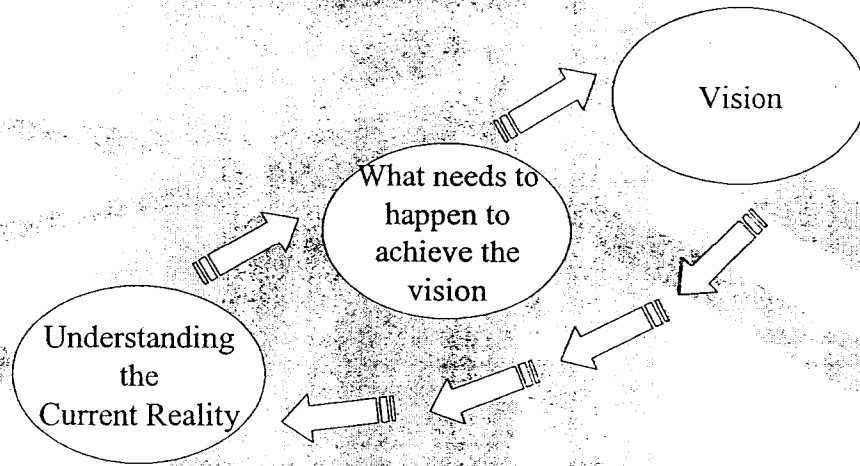 Vision
What needs to
happen to
achieve the
vision
Understanding
the
Current Reality